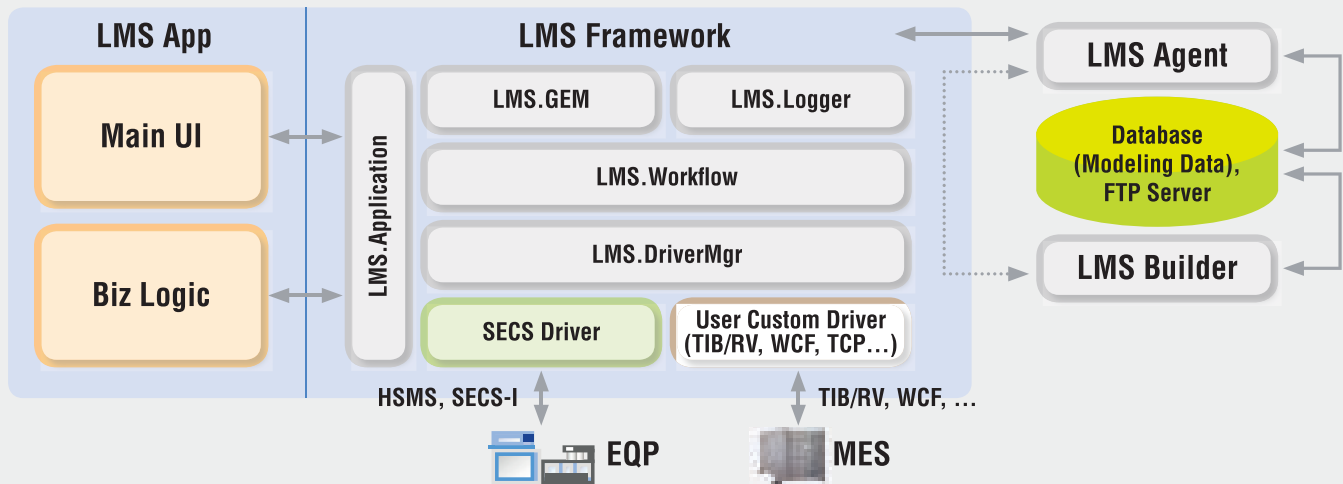 LMS App
LMS Framework
Main UI
Biz Logic
LMS.Application
LMS.GEM
LMS.Logger
LMS.Workflow
LMS.DriverMgr
SECS Driver
User Custom Driver
(TIB/RV, WCF, TCP...)
HSMS, SECS-I
TIB/RV, WCF, ...
EQP
MES
LMS Agent
Database
(Modeling Data),
FTP Server
LMS Builder